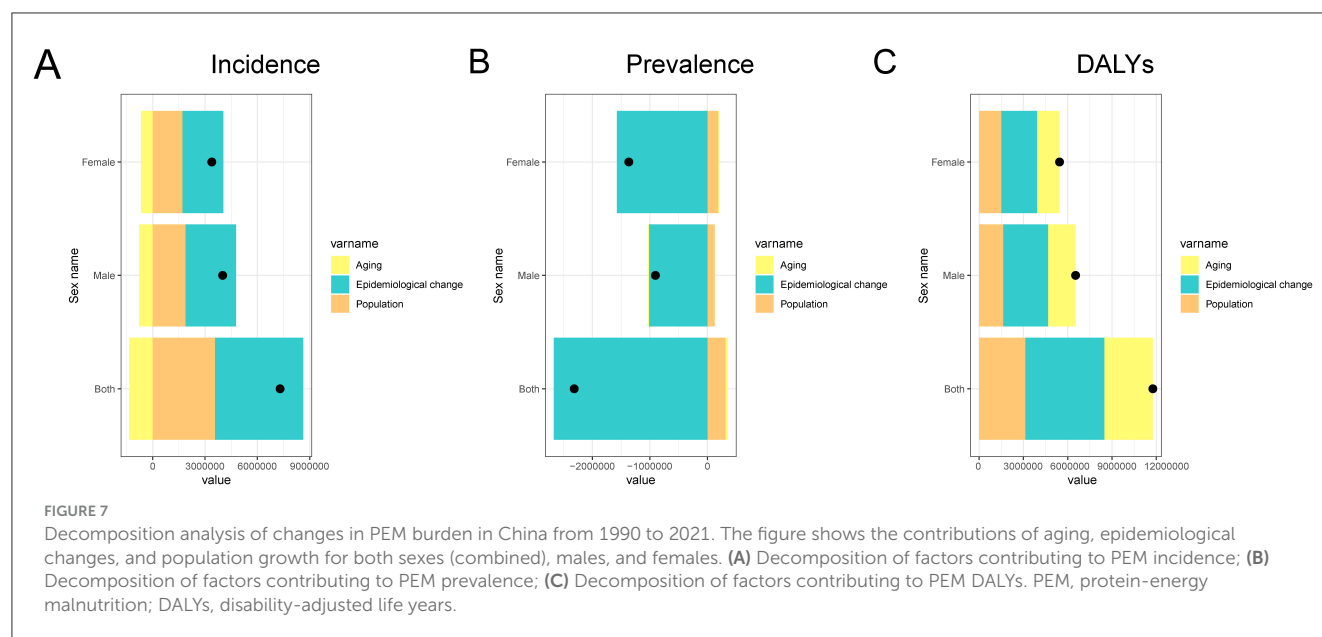 A
Incidence
Female
Male
Both
Sex name
0
3000000
6000000
9000000
value
varname
Aging
Epidemiological change
Population
B
Prevalence
Female
Male
Both
Sex name
−2000000
−1000000
0
value
varname
Aging
Epidemiological change
Population
C
DALYs
Female
Male
Both
Sex name
0
3000000
6000000
9000000
12000000
value
varname
Aging
Epidemiological change
Population
FIGURE 7
Decomposition analysis of changes in PEM burden in China from 1990 to 2021. The figure shows the contributions of aging, epidemiological
changes, and population growth for both sexes (combined), males, and females. (A) Decomposition of factors contributing to PEM incidence; (B)
Decomposition of factors contributing to PEM prevalence; (C) Decomposition of factors contributing to PEM DALYs. PEM, protein-energy
malnutrition; DALYs, disability-adjusted life years.